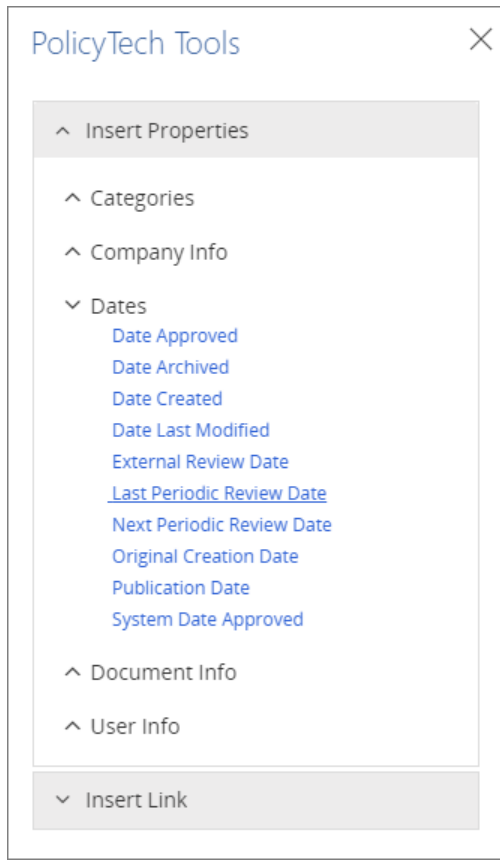 PolicyTech Tools
Insert Properties
Categories
Company Info
Dates
Date Approved
Date Archived
Date Created
Date Last Modified
External Review Date
Last Periodic Review Date
Next Periodic Review Date
Original Creation Date
Publication Date
System Date Approved
Document Info
User Info
Insert Link